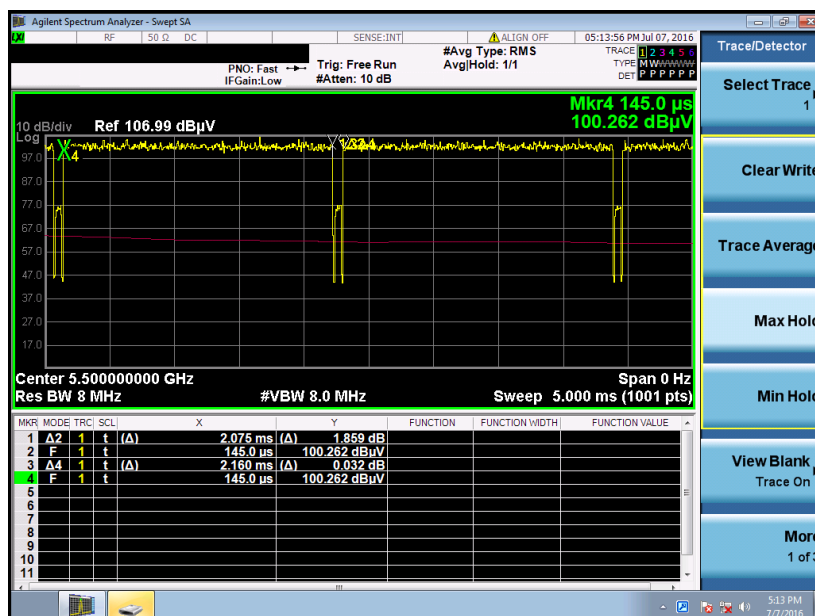 Agilent Spectrum Analyzer - Swept SA
LXI RF 50 Ω DC SENSE:INT ALIGN OFF 05:13:56 PM Jul 07, 2016
PNO: Fast Trig: Free Run #Avg Type: RMS TRACE 1 2 3 4 5 6
IFGain:Low #Atten: 10 dB Avg|Hold: 1/1 TYPE M W W W W W
DET P P P P P P
Mkr4 145.0 µs
100.262 dBµV
10 dB/div Ref 106.99 dBµV
Log
97.0
87.0
77.0
67.0
57.0
47.0
37.0
27.0
17.0
4
Center 5.500000000 GHz Span 0 Hz
Res BW 8 MHz #VBW 8.0 MHz Sweep 5.000 ms (1001 pts)
MKR MODE TRC SCL X Y FUNCTION FUNCTION WIDTH FUNCTION VALUE
1 Δ2 1 t (Δ) 2.075 ms (Δ) 1.859 dB
2 F 1 t 145.0 µs 100.262 dBµV
3 Δ4 1 t (Δ) 2.160 ms (Δ) 0.032 dB
4 F 1 t 145.0 µs 100.262 dBµV
5
6
7
8
9
10
11
Trace/Detector
Select Trace
1
Clear Write
Trace Average
Max Hold
Min Hold
View Blank
Trace On
More
1 of 3
5:13 PM
7/7/2016